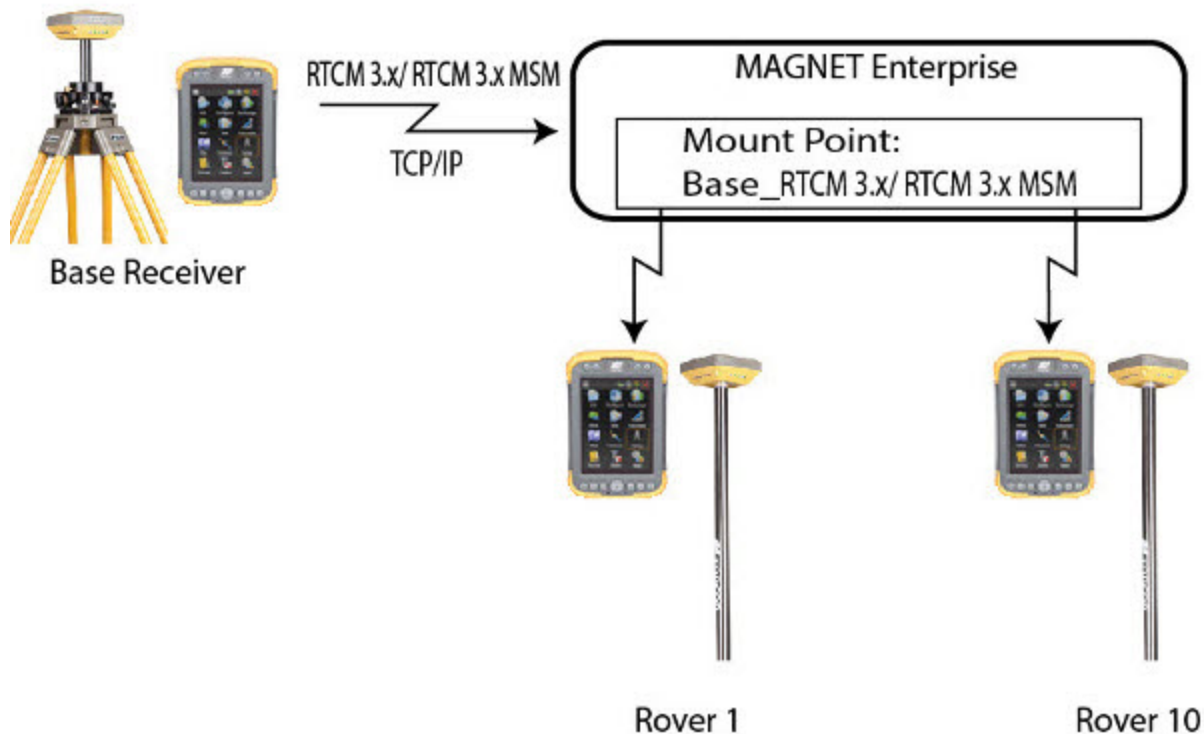 RTCM 3.x/ RTCM 3.x MSM
TCP/IP
MAGNET Enterprise
Mount Point:
Base_RTCM 3.x/ RTCM 3.x MSM
Base Receiver
Rover 1
Rover 10